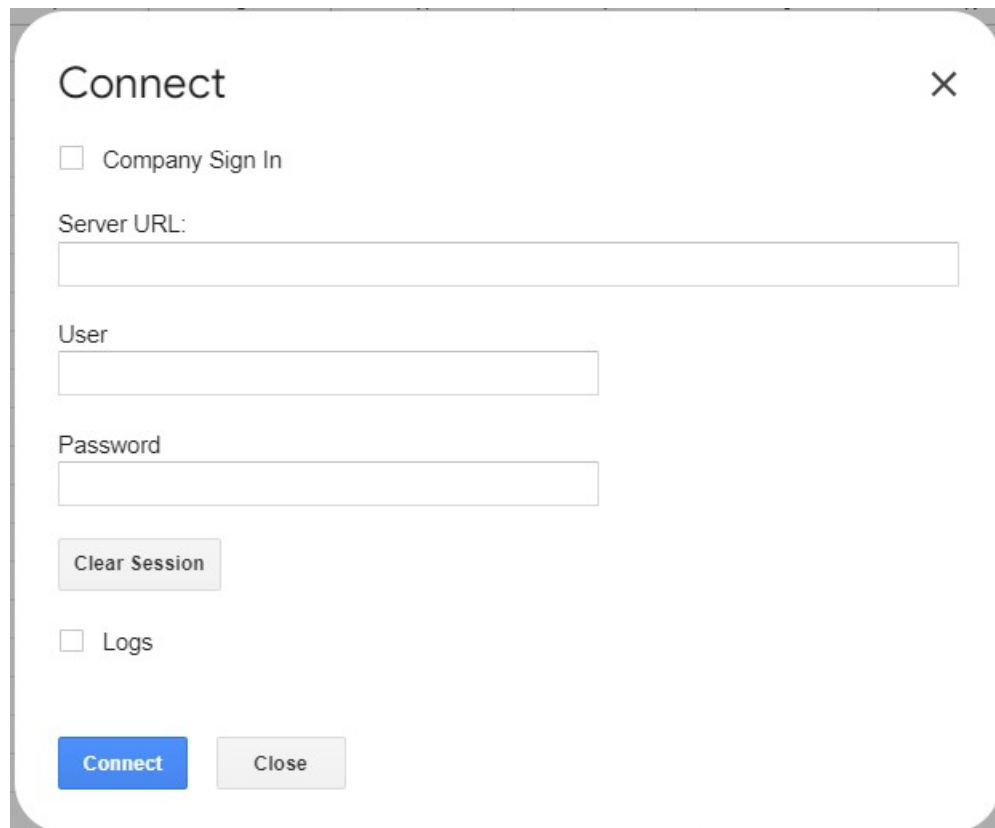 Connect
Company Sign In
Server URL:
User
Password
Clear Session
Logs
Connect Close